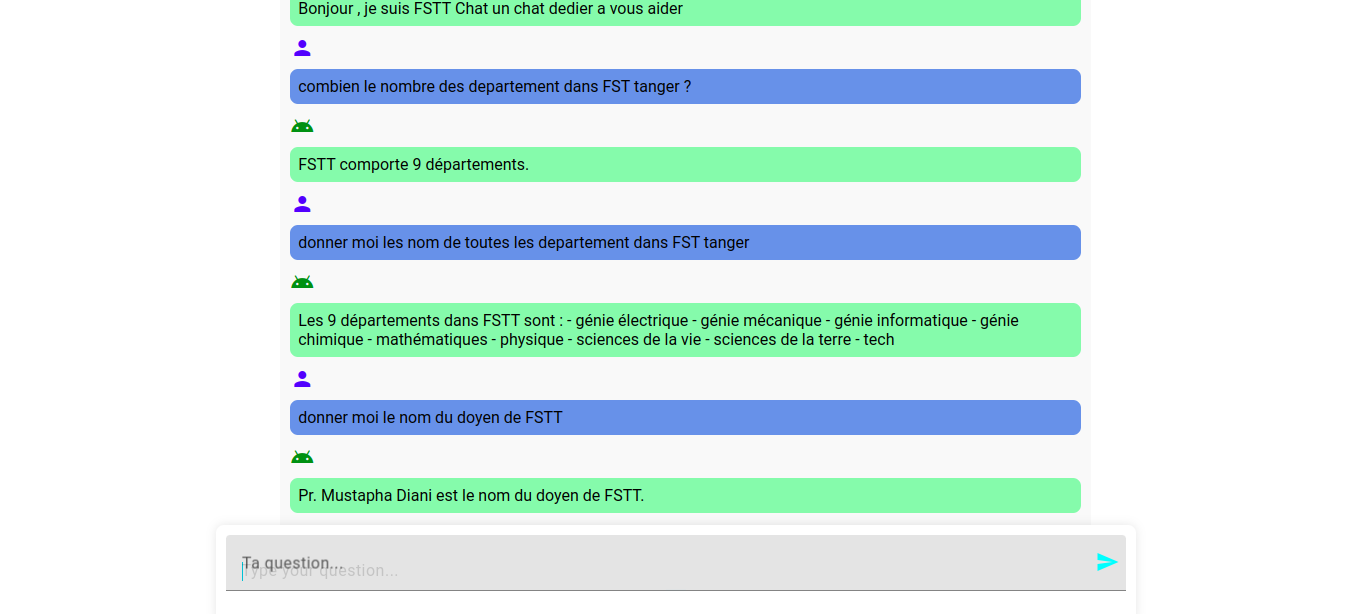 Bonjour , je suis FSTT Chat un chat dedier a vous aider
combien le nombre des departement dans FST tanger ?
FSTT comporte 9 départements.
donner moi les nom de toutes les departement dans FST tanger
Les 9 départements dans FSTT sont : - génie électrique - génie mécanique - génie informatique - génie
chimique - mathématiques - physique - sciences de la vie - sciences de la terre - tech
donner moi le nom du doyen de FSTT
Pr. Mustapha Diani est le nom du doyen de FSTT.
Ta question...
Type your question...